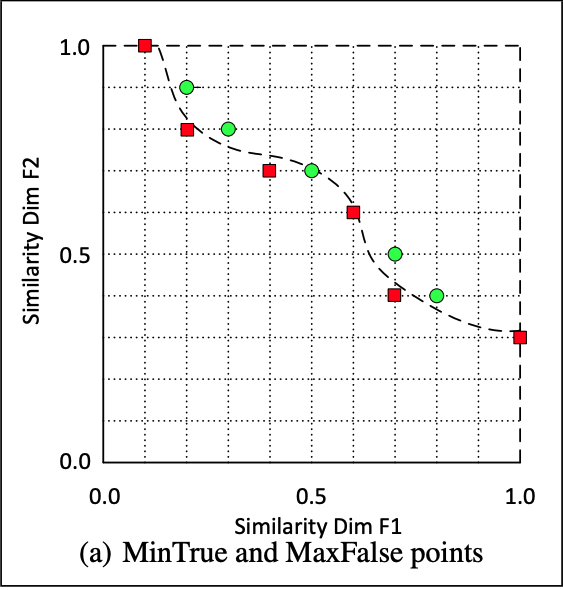 1.0
0.5
0.0
Similarity Dim F2
0.0 0.5 1.0
Similarity Dim F1
(a) MinTrue and MaxFalse points